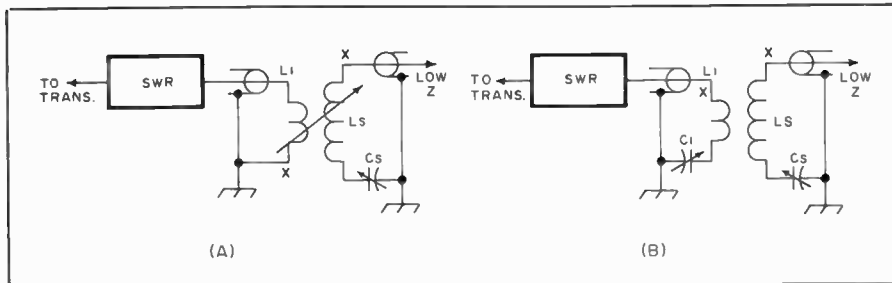 TO
TRANS.
SWR
L1
X
X
LS
CS
LOW
Z
(A)
TO
TRANS.
SWR
L1
X
C1
X
LS
CS
LOW
Z
(B)